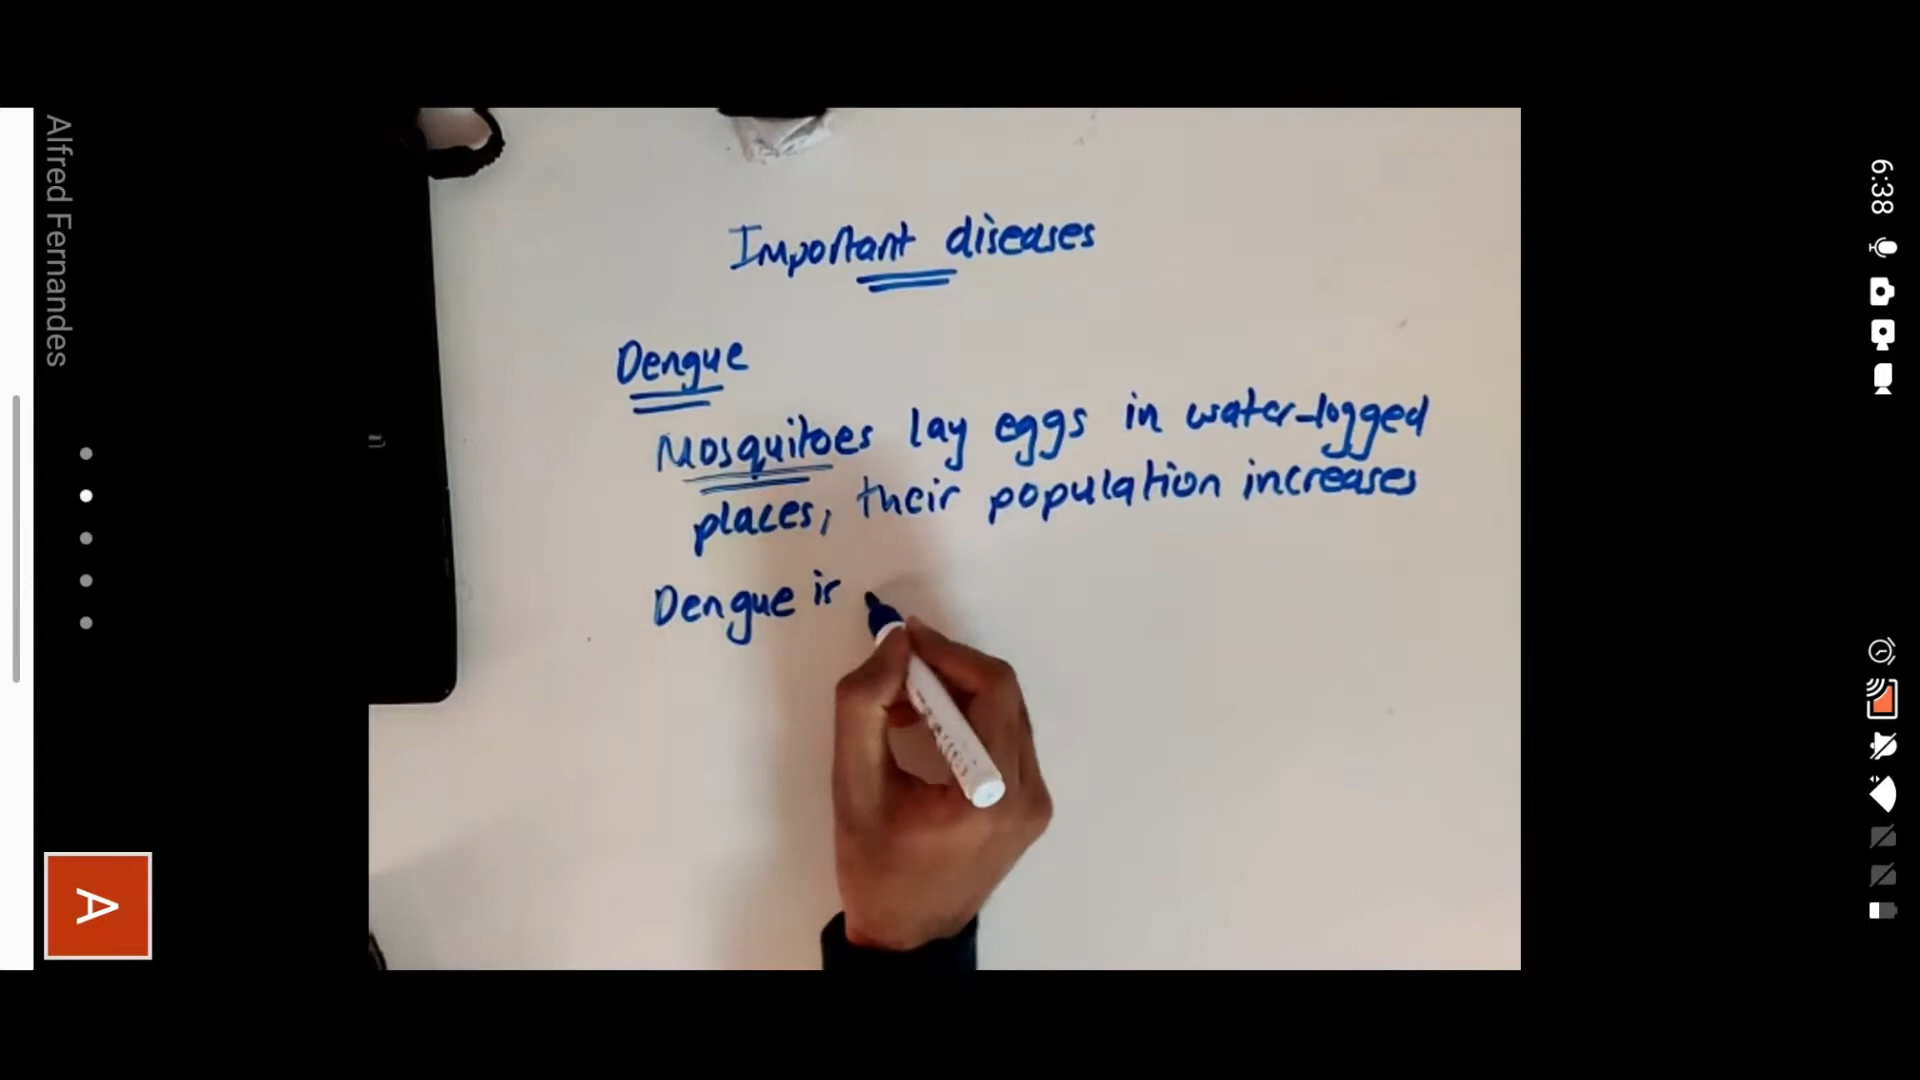 Important diseases
Dengue
Mosquitoes lay eggs in water-logged
places, their population increases
Dengue is
Alfred Fernandes
A
6:38